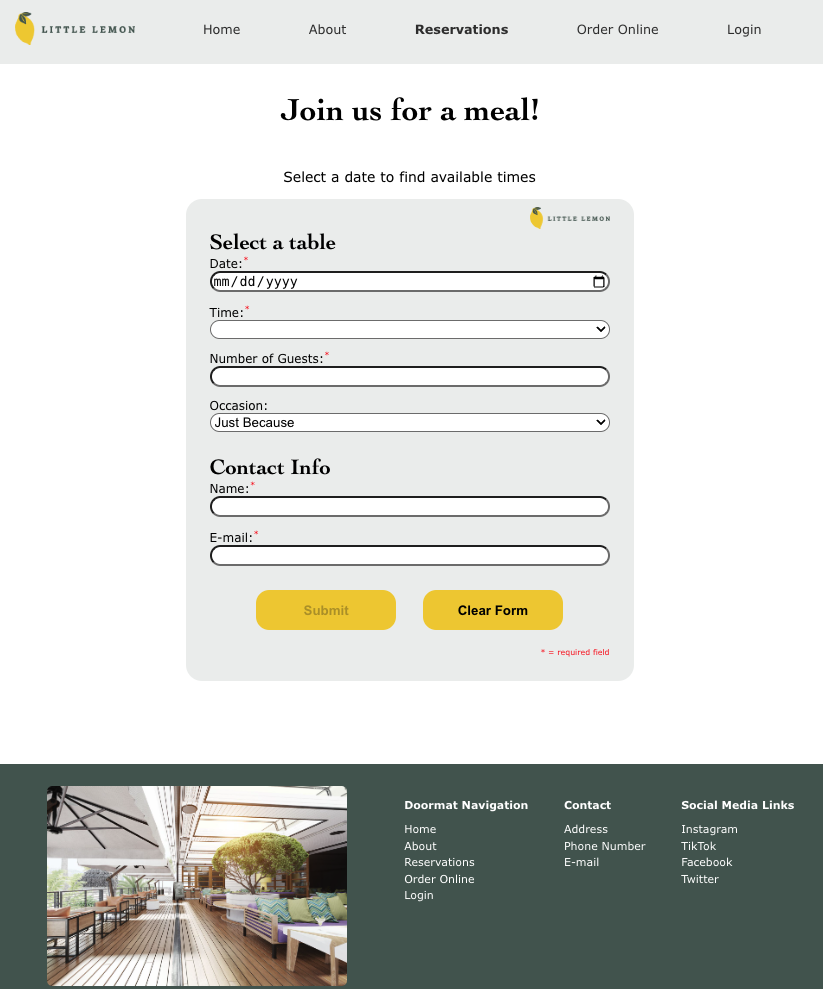 LITTLE LEMON
Home About Reservations Order Online Login
Join us for a meal!
Select a date to find available times
LITTLE LEMON
Select a table
Date:*
mm/dd/yyyy
Time:*
Number of Guests:*
Occasion:
Just Because
Contact Info
Name:*
E-mail:*
Submit Clear Form
* = required field
Doormat Navigation
Home
About
Reservations
Order Online
Login
Contact
Address
Phone Number
E-mail
Social Media Links
Instagram
TikTok
Facebook
Twitter